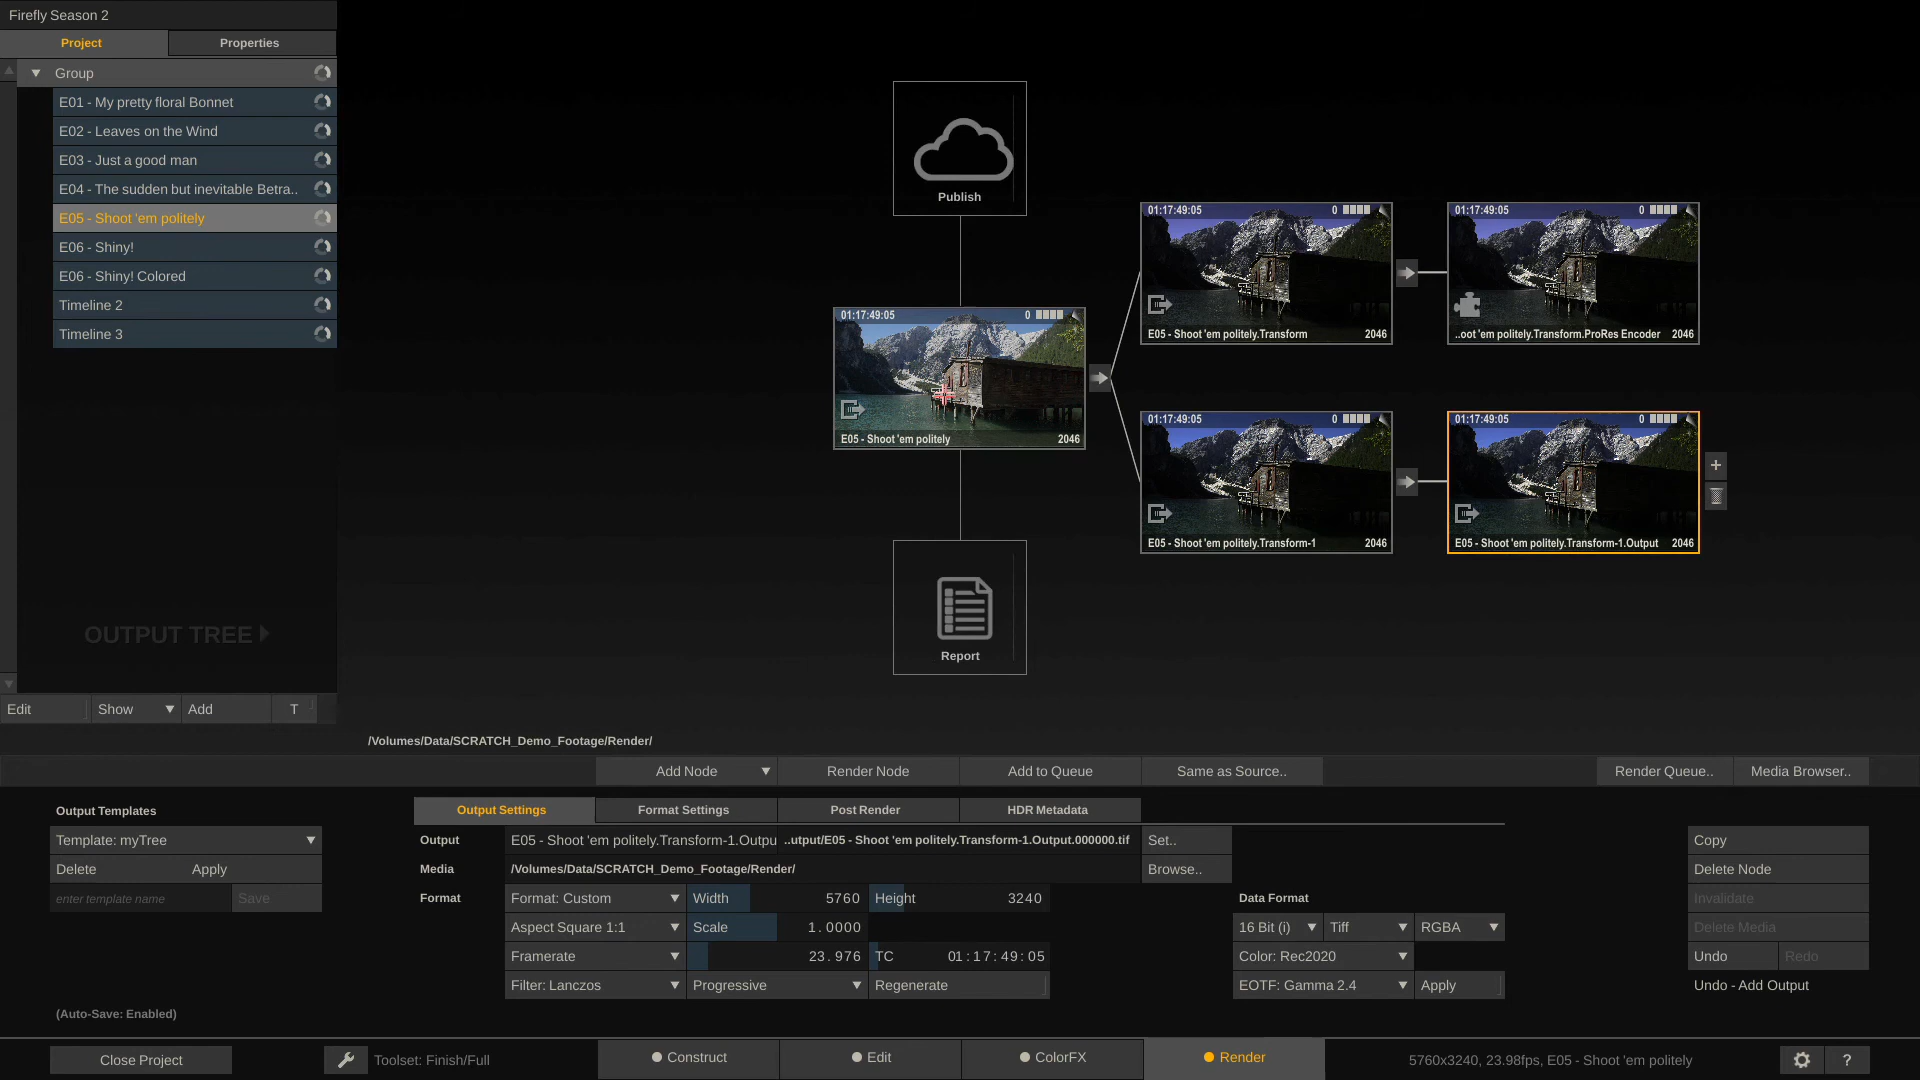 Firefly Season 2
Project
Properties
Group
E01 - My pretty floral Bonnet
E02 - Leaves on the Wind
E03 - Just a good man
E04 - The sudden but inevitable Betra..
E05 - Shoot 'em politely
E06 - Shiny!
E06 - Shiny! Colored
Timeline 2
Timeline 3
OUTPUT TREE
Edit
Show
Add
T
Publish
01:17:49:05 0
E05 - Shoot 'em politely 2046
01:17:49:05 0
E05 - Shoot 'em politely.Transform 2046
01:17:49:05 0
..oot 'em politely.Transform.ProRes Encoder 2046
01:17:49:05 0
E05 - Shoot 'em politely.Transform-1 2046
01:17:49:05 0
E05 - Shoot 'em politely.Transform-1.Output 2046
+
Report
/Volumes/Data/SCRATCH_Demo_Footage/Render/
Add Node
Render Node
Add to Queue
Same as Source..
Render Queue..
Media Browser..
Output Templates
Template: myTree
Delete
Apply
enter template name
Save
(Auto-Save: Enabled)
Output Settings
Format Settings
Post Render
HDR Metadata
Output
E05 - Shoot 'em politely.Transform-1.Outpu
..utput/E05 - Shoot 'em politely.Transform-1.Output.000000.tif
Set..
Media
/Volumes/Data/SCRATCH_Demo_Footage/Render/
Browse..
Format
Format: Custom
Width 5760
Height 3240
Aspect Square 1:1
Scale 1.0000
Framerate
23.976
TC 01:17:49:05
Filter: Lanczos
Progressive
Regenerate
Data Format
16 Bit (i)
Tiff
RGBA
Color: Rec2020
EOTF: Gamma 2.4
Apply
Copy
Delete Node
Invalidate
Delete Media
Undo
Redo
Undo - Add Output
Close Project
Toolset: Finish/Full
Construct
Edit
ColorFX
Render
5760x3240, 23.98fps, E05 - Shoot 'em politely
?